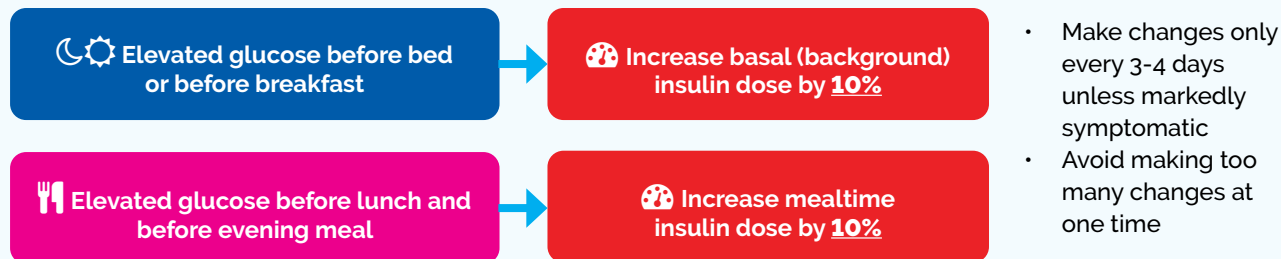 Elevated glucose before bed
or before breakfast
Increase basal (background)
insulin dose by 10%
Elevated glucose before lunch and
before evening meal
Increase mealtime
insulin dose by 10%
• Make changes only
every 3-4 days
unless markedly
symptomatic
• Avoid making too
many changes at
one time